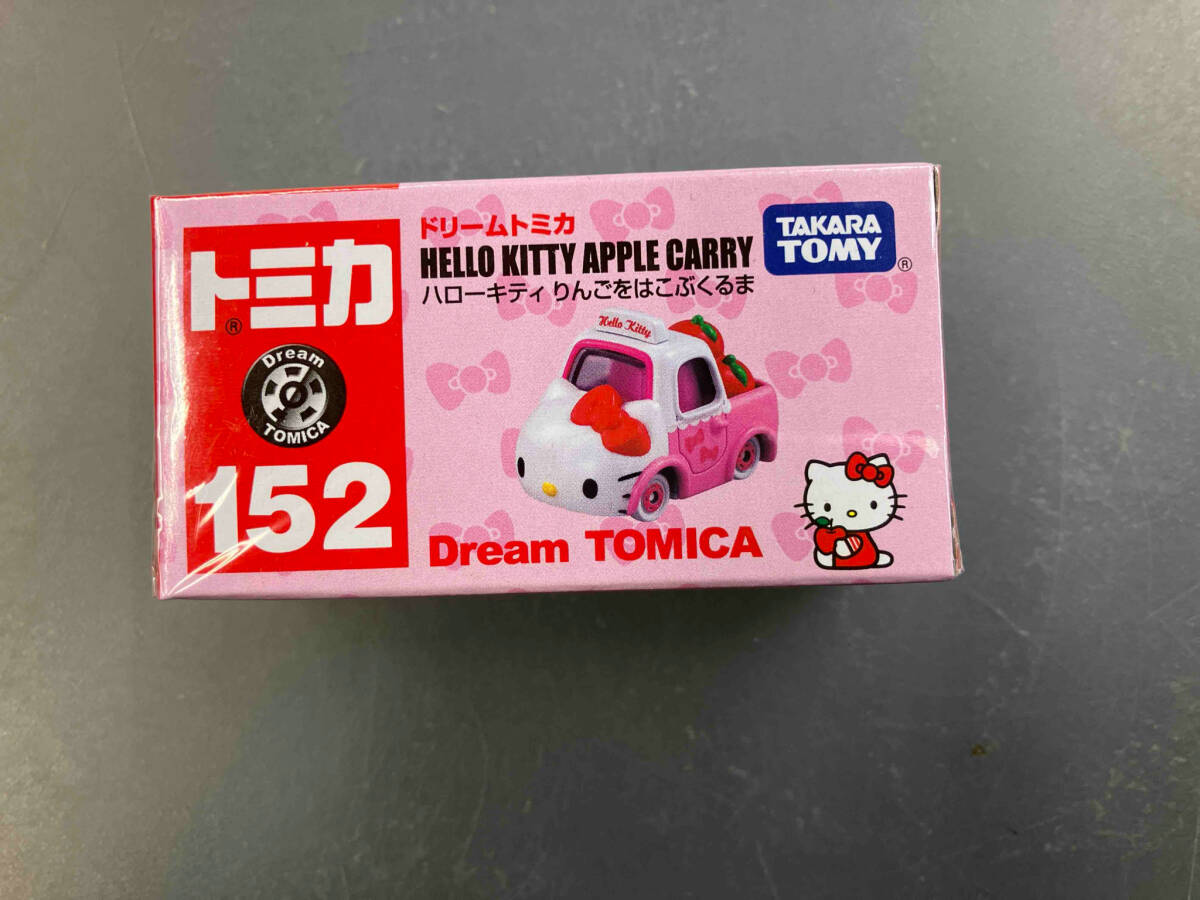 トミカ
®
Dream
TOMICA
152
ドリームトミカ
HELLO KITTY APPLE CARRY
ハローキティ りんごをはこぶくるま
TAKARA
TOMY
®
Hello Kitty
Dream TOMICA